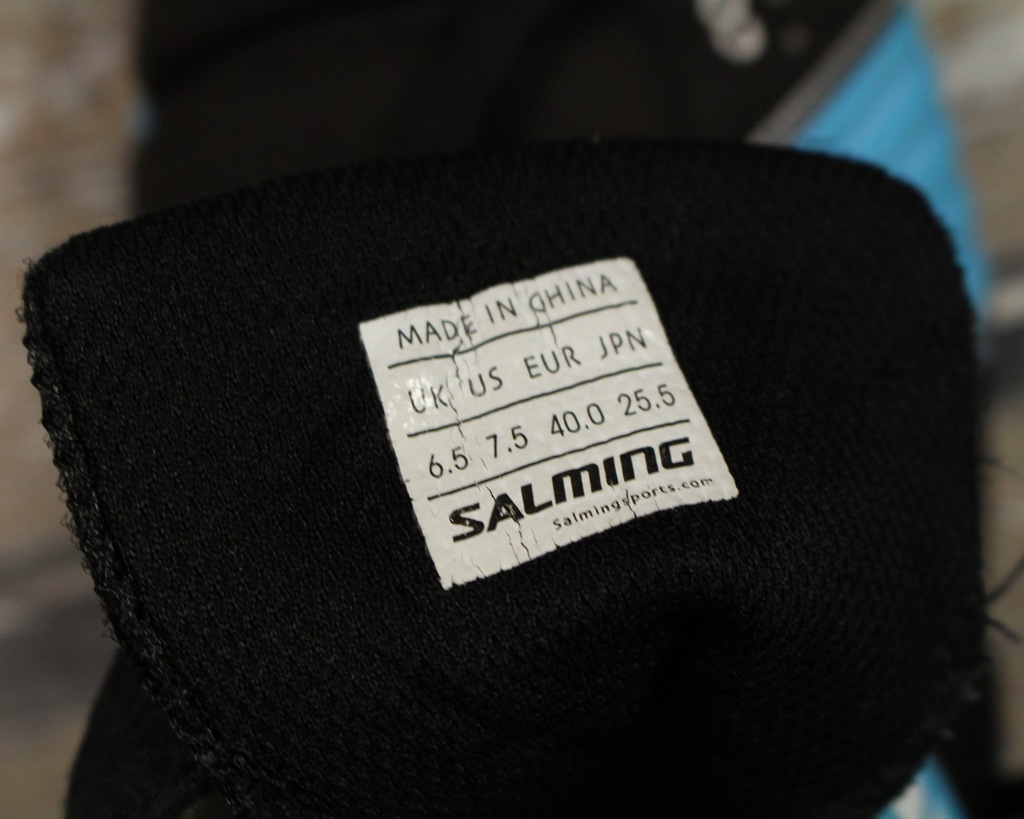 MADE IN CHINA
UK US EUR JPN
6.5 7.5 40.0 25.5
SALMING
Salmingsports.com